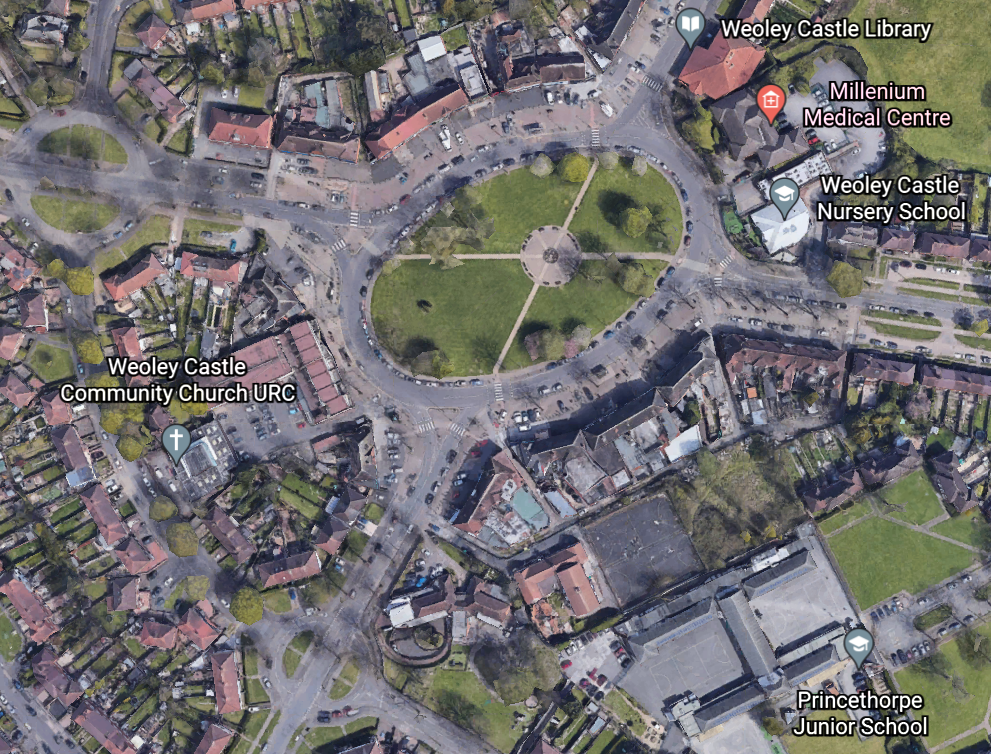 Weoley Castle Library
Millenium
Medical Centre
Weoley Castle
Nursery School
Weoley Castle
Community Church URC
Princethorpe
Junior School